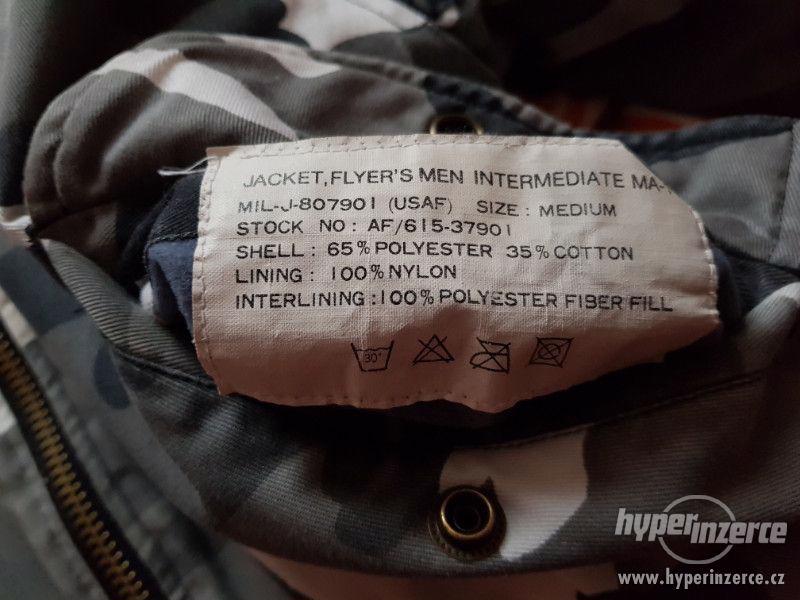 JACKET, FLYER'S MEN INTERMEDIATE MA-
MIL-J-807901 (USAF) SIZE: MEDIUM
STOCK NO: AF/615-37901
SHELL: 65% POLYESTER 35% COTTON
LINING: 100% NYLON
INTERLINING: 100% POLYESTER FIBER FILL
30°
hyperinzerce
www.hyperinzerce.cz